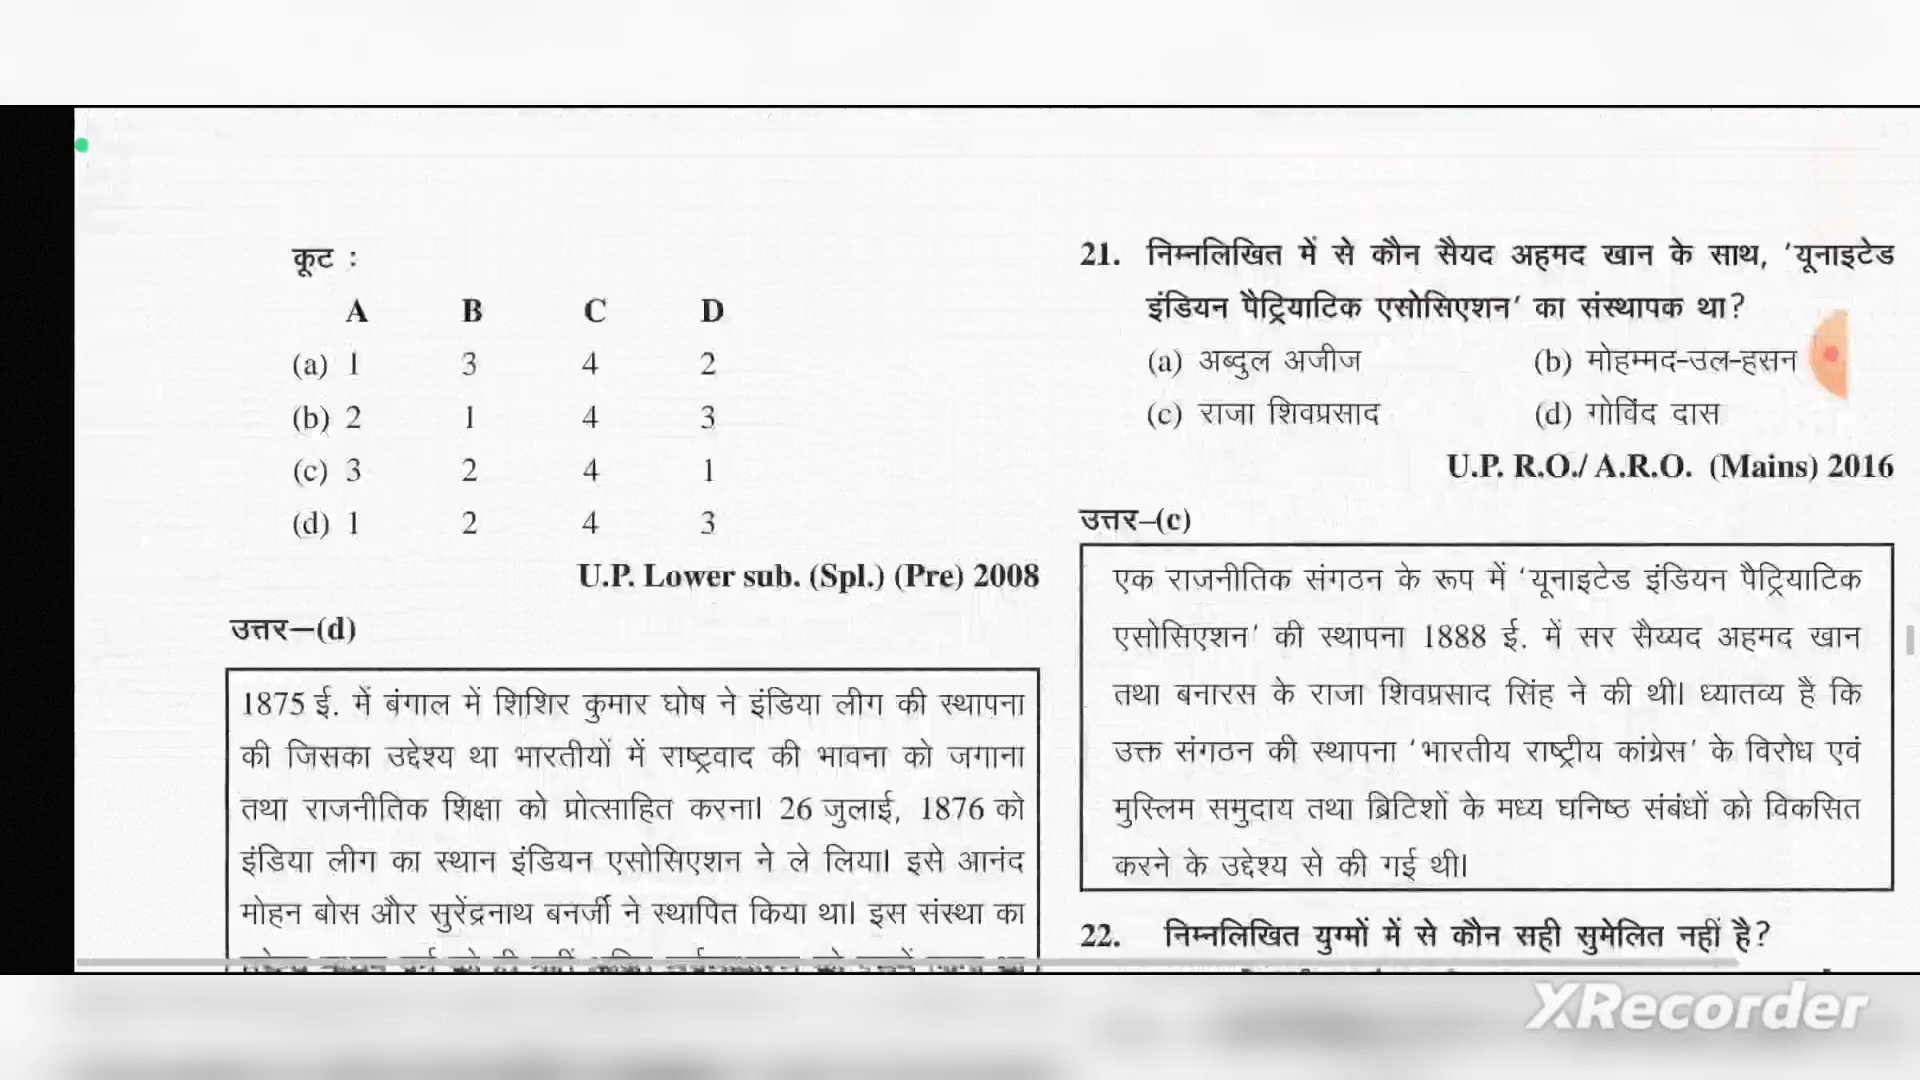 कूट :
A B C D
(a) 1 3 4 2
(b) 2 1 4 3
(c) 3 2 4 1
(d) 1 2 4 3
U.P. Lower sub. (Spl.) (Pre) 2008
उत्तर–(d)
1875 ई. में बंगाल में शिशिर कुमार घोष ने इंडिया लीग की स्थापना
की जिसका उद्देश्य था भारतीयों में राष्ट्रवाद की भावना को जगाना
तथा राजनीतिक शिक्षा को प्रोत्साहित करना। 26 जुलाई, 1876 को
इंडिया लीग का स्थान इंडियन एसोसिएशन ने ले लिया। इसे आनंद
मोहन बोस और सुरेंद्रनाथ बनर्जी ने स्थापित किया था। इस संस्था का
21. निम्नलिखित में से कौन सैयद अहमद खान के साथ, ‘यूनाइटेड
इंडियन पैट्रियाटिक एसोसिएशन’ का संस्थापक था?
(a) अब्दुल अजीज (b) मोहम्मद-उल-हसन
(c) राजा शिवप्रसाद (d) गोविंद दास
U.P. R.O./ A.R.O. (Mains) 2016
उत्तर–(c)
एक राजनीतिक संगठन के रूप में ‘यूनाइटेड इंडियन पैट्रियाटिक
एसोसिएशन’ की स्थापना 1888 ई. में सर सैय्यद अहमद खान
तथा बनारस के राजा शिवप्रसाद सिंह ने की थी। ध्यातव्य है कि
उक्त संगठन की स्थापना ‘भारतीय राष्ट्रीय कांग्रेस’ के विरोध एवं
मुस्लिम समुदाय तथा ब्रिटिशों के मध्य घनिष्ठ संबंधों को विकसित
करने के उद्देश्य से की गई थी।
22. निम्नलिखित युग्मों में से कौन सही सुमेलित नहीं है?
XRecorder